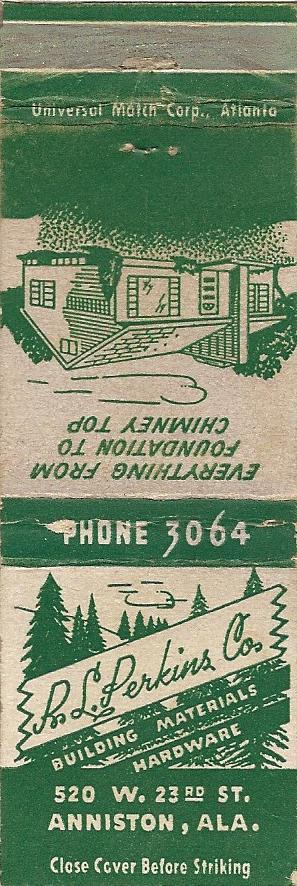 Universal Match Corp., Atlanta
EVERYTHING FROM
FOUNDATION TO
CHIMNEY TOP
PHONE 3064
L. Perkins Co.
BUILDING MATERIALS
HARDWARE
520 W. 23RD ST.
ANNISTON, ALA.
Close Cover Before Striking